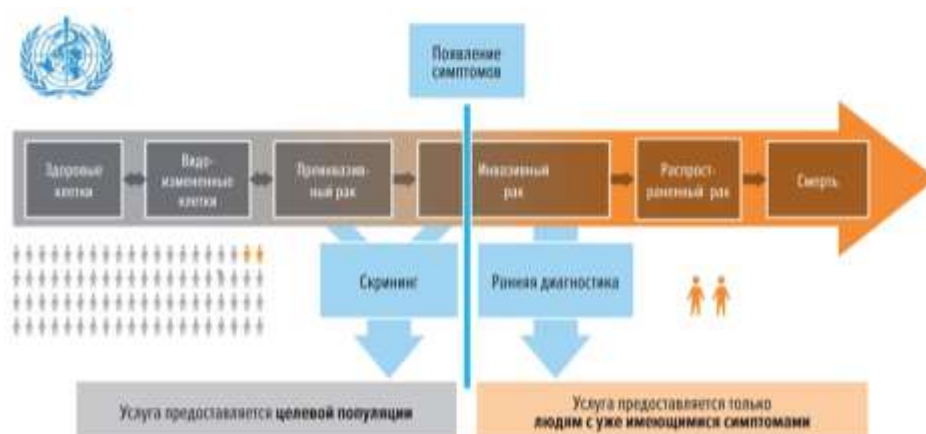 Появление
симптомов
Здоровые
клетки
Видо-
измененные
клетки
Преинвазив-
ный рак
Инвазивный
рак
Распрост-
раненный рак
Смерть
Скрининг
Ранняя диагностика
Услуга предоставляется целевой популяции
Услуга предоставляется только
людям с уже имеющимися симптомами